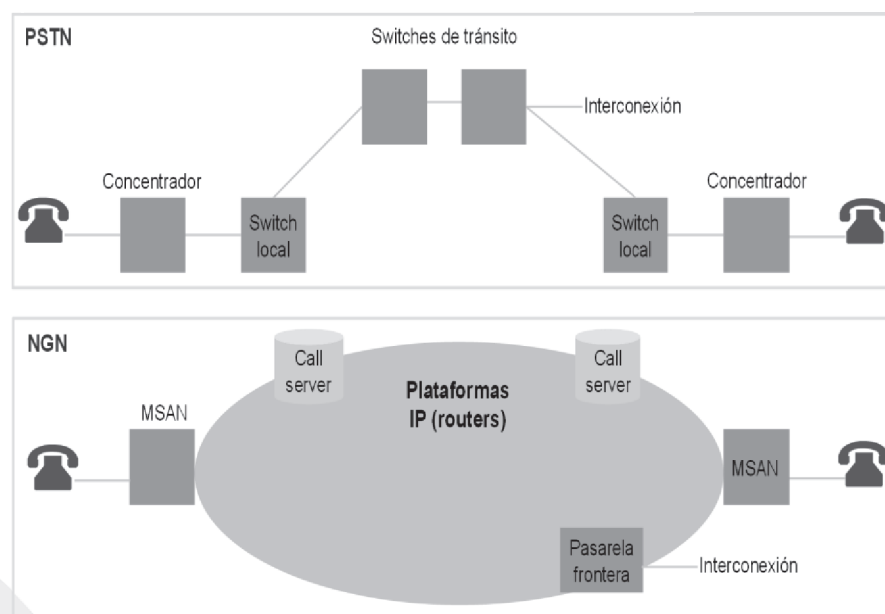 PSTN
Switches de tránsito
Interconexión
Concentrador
Concentrador
Switch
local
Switch
local
NGN
Call
server
Call
server
Plataformas
IP (routers)
MSAN
MSAN
Pasarela
frontera
Interconexión